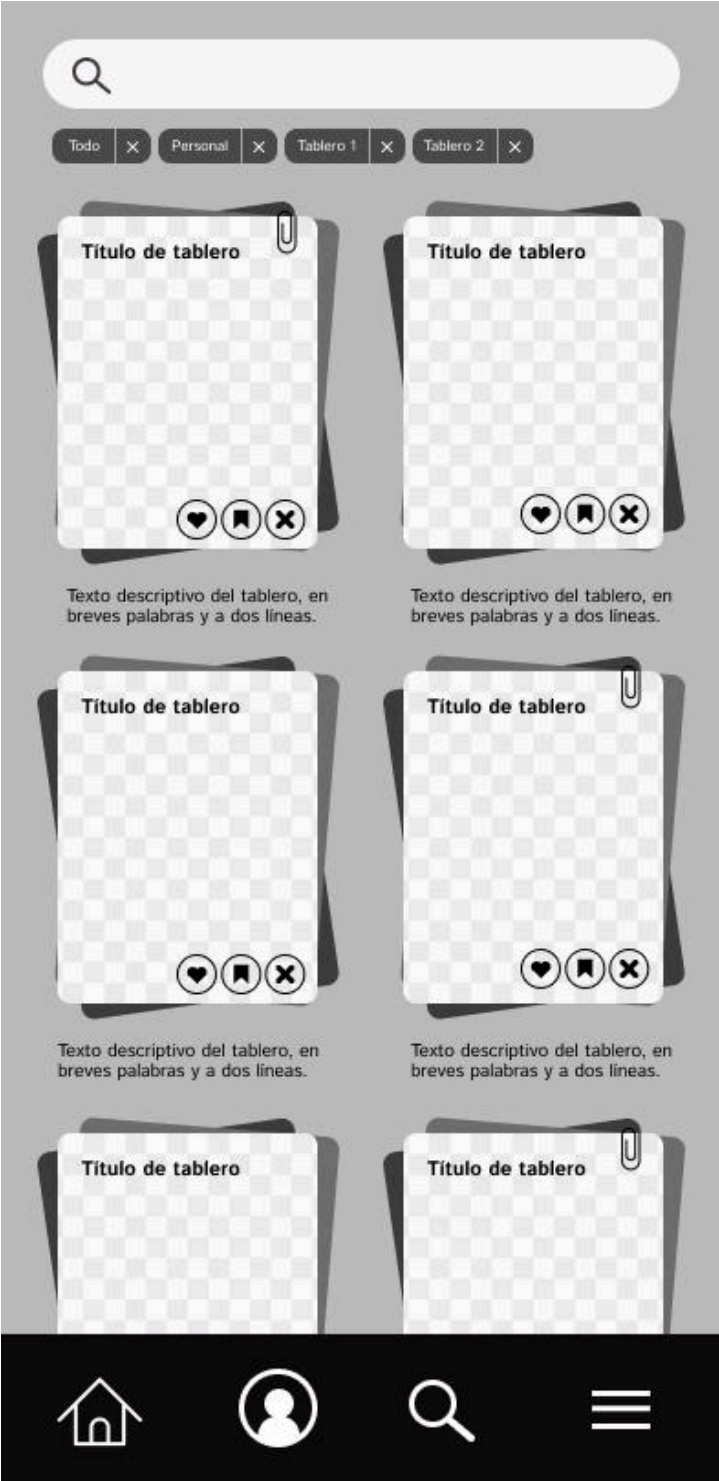 Todo
Personal
Tablero 1
Tablero 2
Título de tablero
Título de tablero
Texto descriptivo del tablero, en
breves palabras y a dos líneas.
Texto descriptivo del tablero, en
breves palabras y a dos líneas.
Título de tablero
Título de tablero
Texto descriptivo del tablero, en
breves palabras y a dos líneas.
Texto descriptivo del tablero, en
breves palabras y a dos líneas.
Título de tablero
Título de tablero